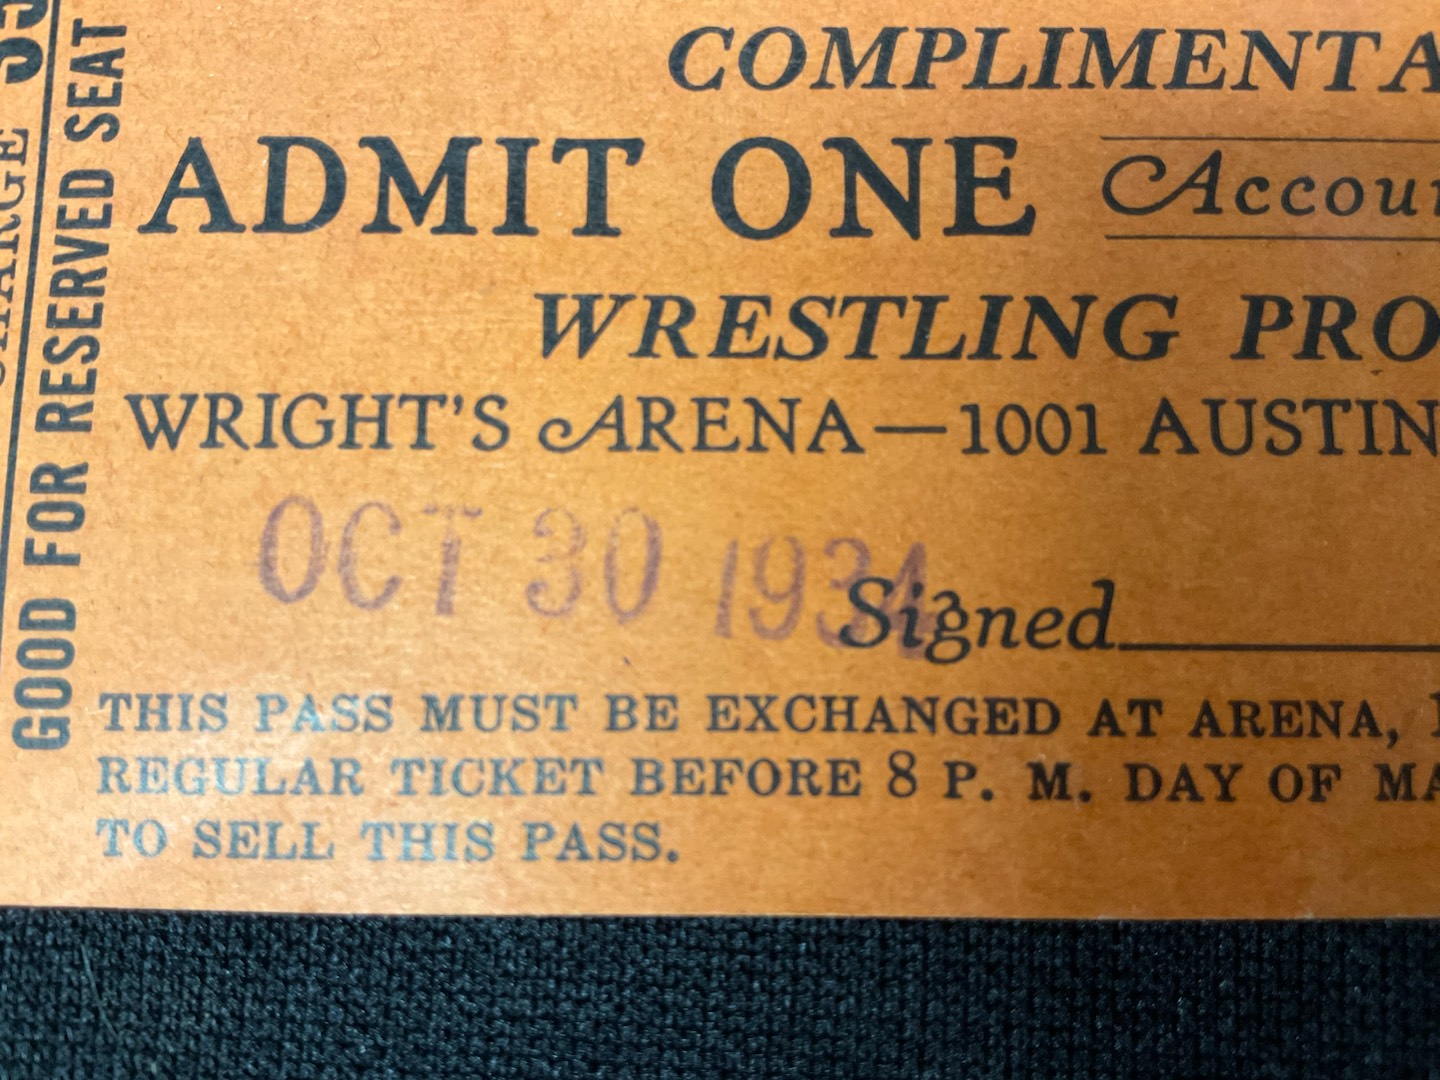 COMPLIMENTA
ADMIT ONE
Accou
WRESTLING PRO
WRIGHT'S ARENA—1001 AUSTIN
OCT 30 1934
Signed
THIS PASS MUST BE EXCHANGED AT ARENA, 1
REGULAR TICKET BEFORE 8 P. M. DAY OF MA
TO SELL THIS PASS.
GOOD FOR RESERVED SEAT